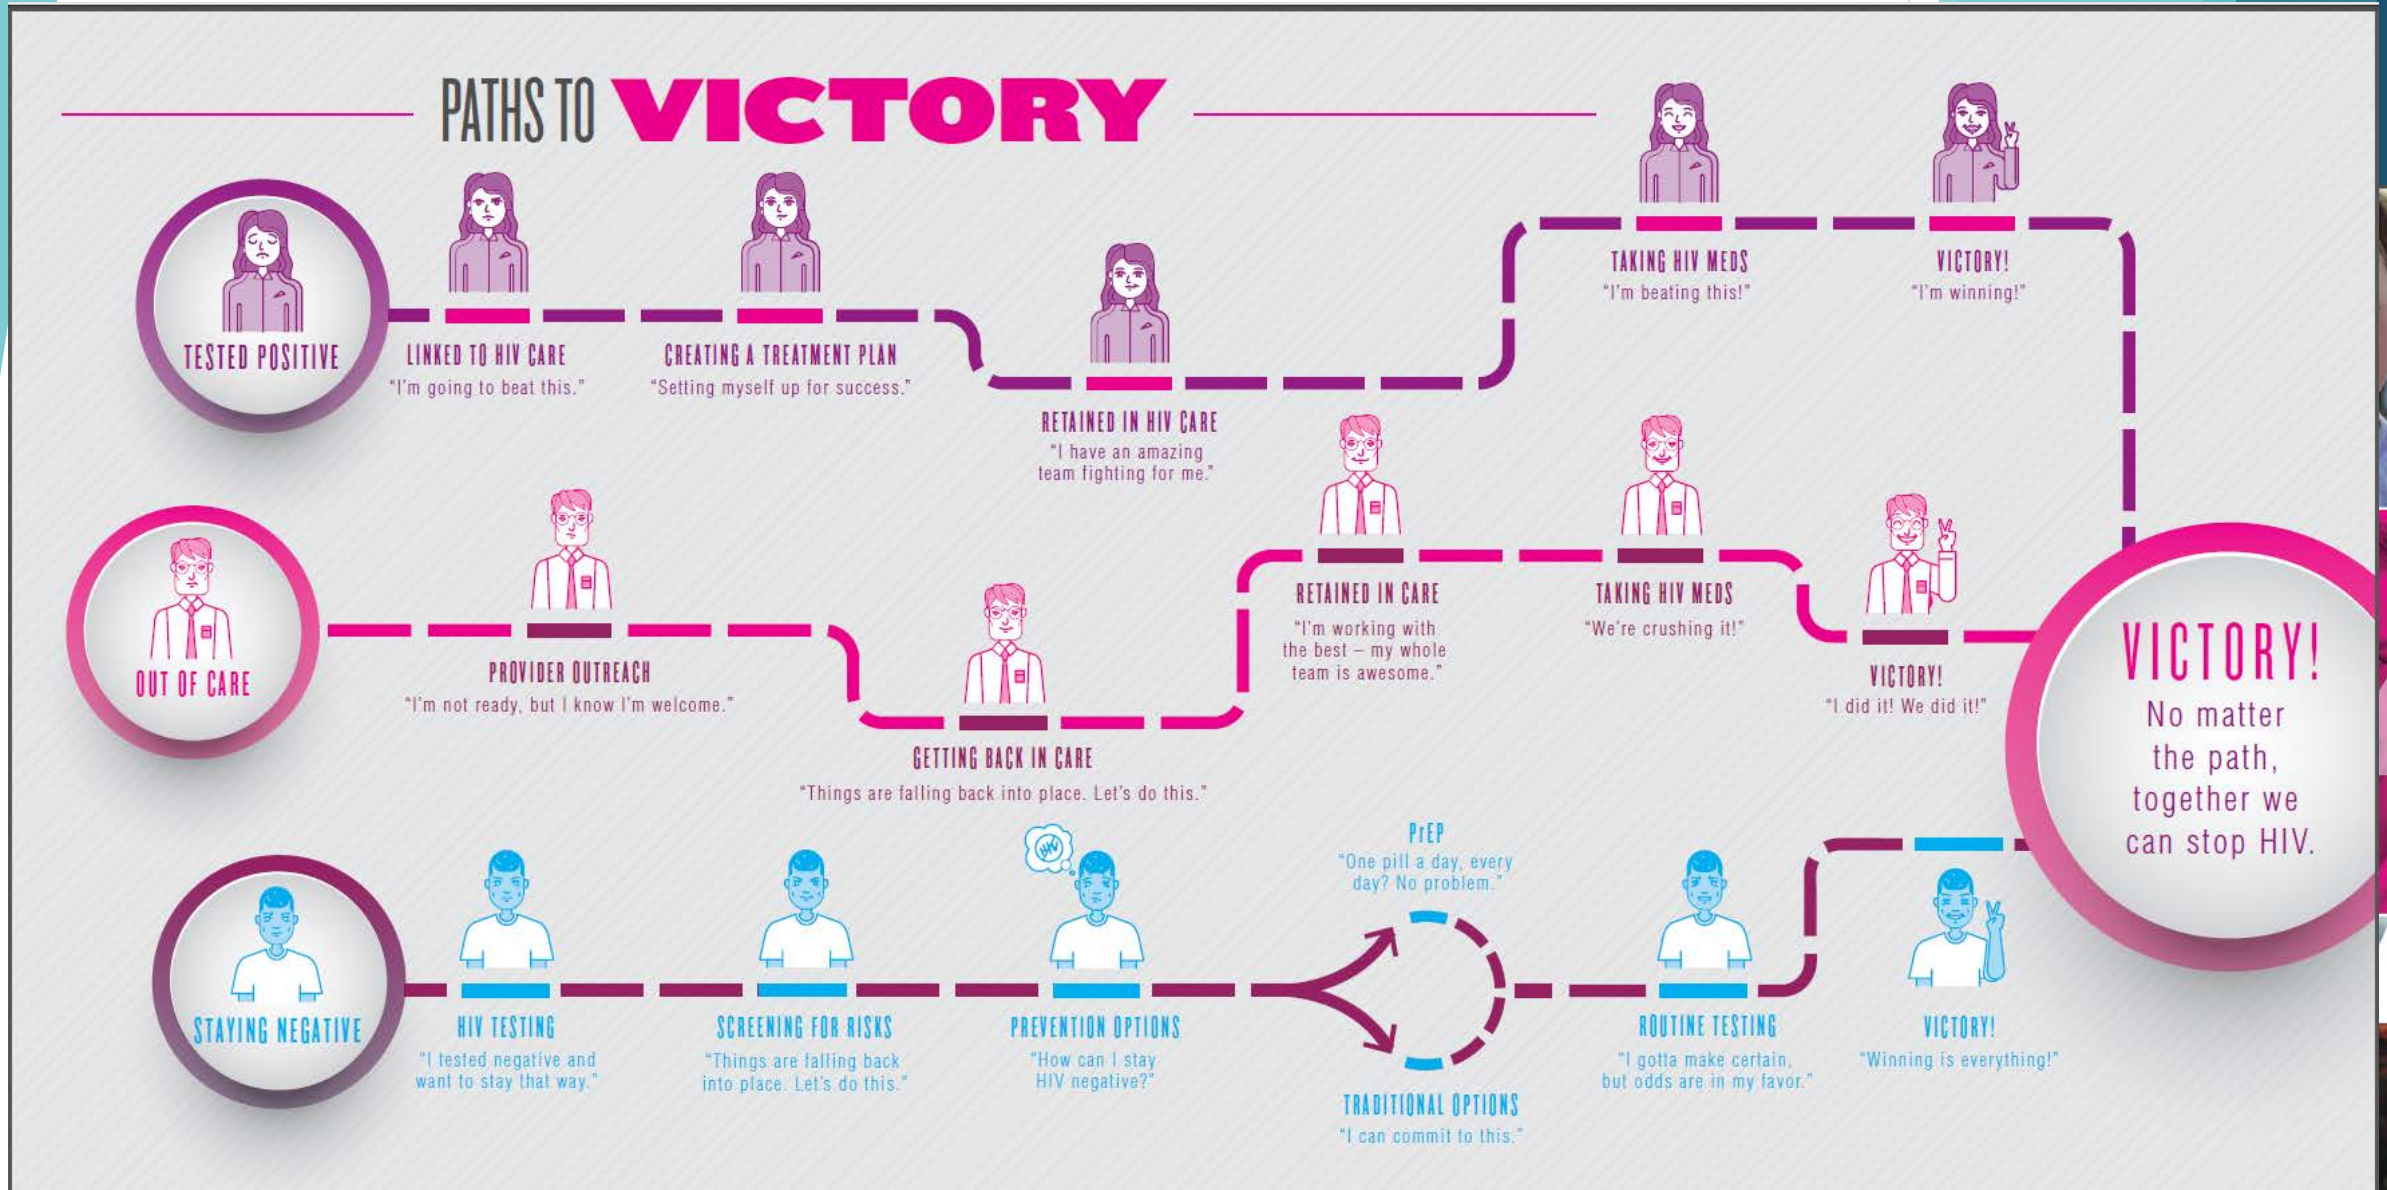 PATHS TO VICTORY
TESTED POSITIVE
LINKED TO HIV CARE
"I'm going to beat this."
CREATING A TREATMENT PLAN
"Setting myself up for success."
RETAINED IN HIV CARE
"I have an amazing
team fighting for me."
TAKING HIV MEDS
"I'm beating this!"
VICTORY!
"I'm winning!"
OUT OF CARE
PROVIDER OUTREACH
"I'm not ready, but I know I'm welcome."
GETTING BACK IN CARE
"Things are falling back into place. Let's do this."
RETAINED IN CARE
"I'm working with
the best – my whole
team is awesome."
TAKING HIV MEDS
"We're crushing it!"
VICTORY!
"I did it! We did it!"
STAYING NEGATIVE
HIV TESTING
"I tested negative and
want to stay that way."
SCREENING FOR RISKS
"Things are falling back
into place. Let's do this."
HIV
PREVENTION OPTIONS
"How can I stay
HIV negative?"
PrEP
"One pill a day, every
day? No problem."
TRADITIONAL OPTIONS
"I can commit to this."
ROUTINE TESTING
"I gotta make certain,
but odds are in my favor."
VICTORY!
"Winning is everything!"
VICTORY!
No matter
the path,
together we
can stop HIV.